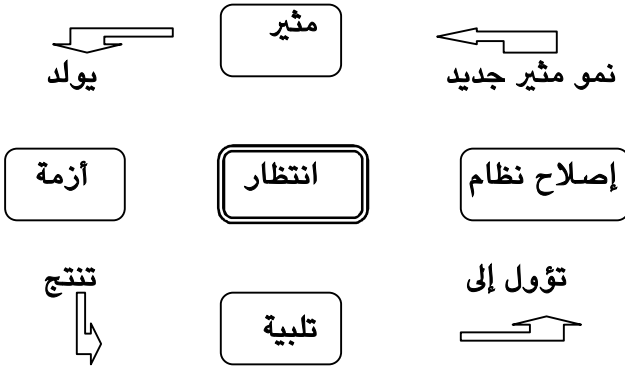 مثير
نمو مثير جديد
يولد
إصلاح نظام
انتظار
أزمة
تؤول إلى
تنتج
تلبية